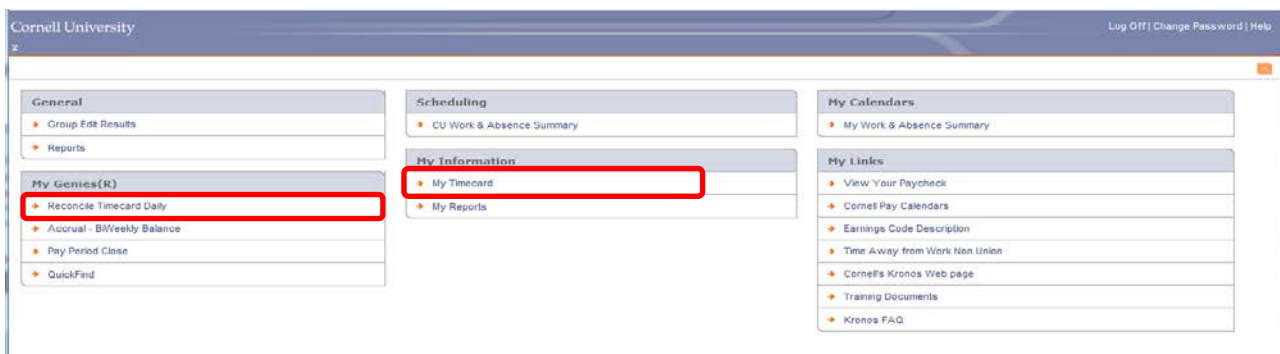 Cornell University
Log Off | Change Password | Help
z
General
Group Edit Results
Reports
My Genies(R)
Reconcile Timecard Daily
Accrual - BiWeekly Balance
Pay Period Close
QuickFind
Scheduling
CU Work & Absence Summary
My Information
My Timecard
My Reports
My Calendars
My Work & Absence Summary
My Links
View Your Paycheck
Cornell Pay Calendars
Earnings Code Description
Time Away from Work Non Union
Cornell's Kronos Web page
Training Documents
Kronos FAQ